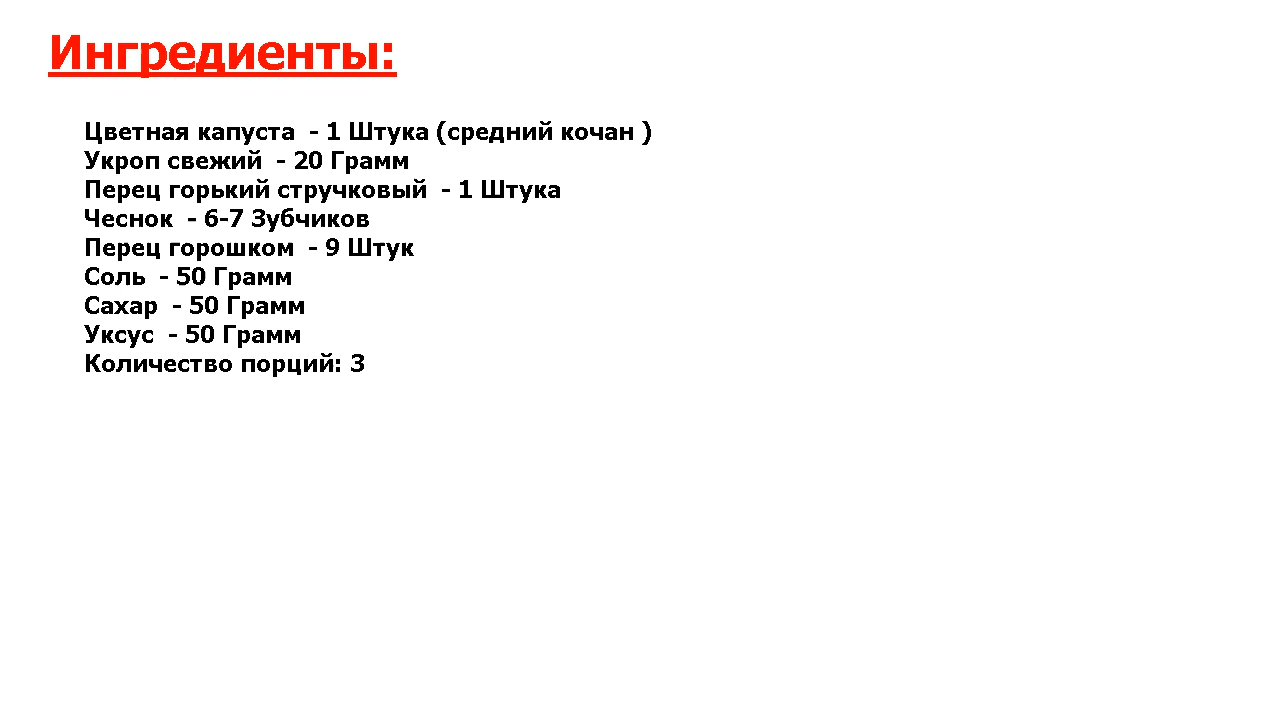 Ингредиенты:
Цветная капуста  - 1 Штука (средний кочан )
Укроп свежий  - 20 Грамм
Перец горький стручковый  - 1 Штука
Чеснок  - 6-7 Зубчиков
Перец горошком  - 9 Штук
Соль  - 50 Грамм
Сахар  - 50 Грамм
Уксус  - 50 Грамм
Количество порций: 3